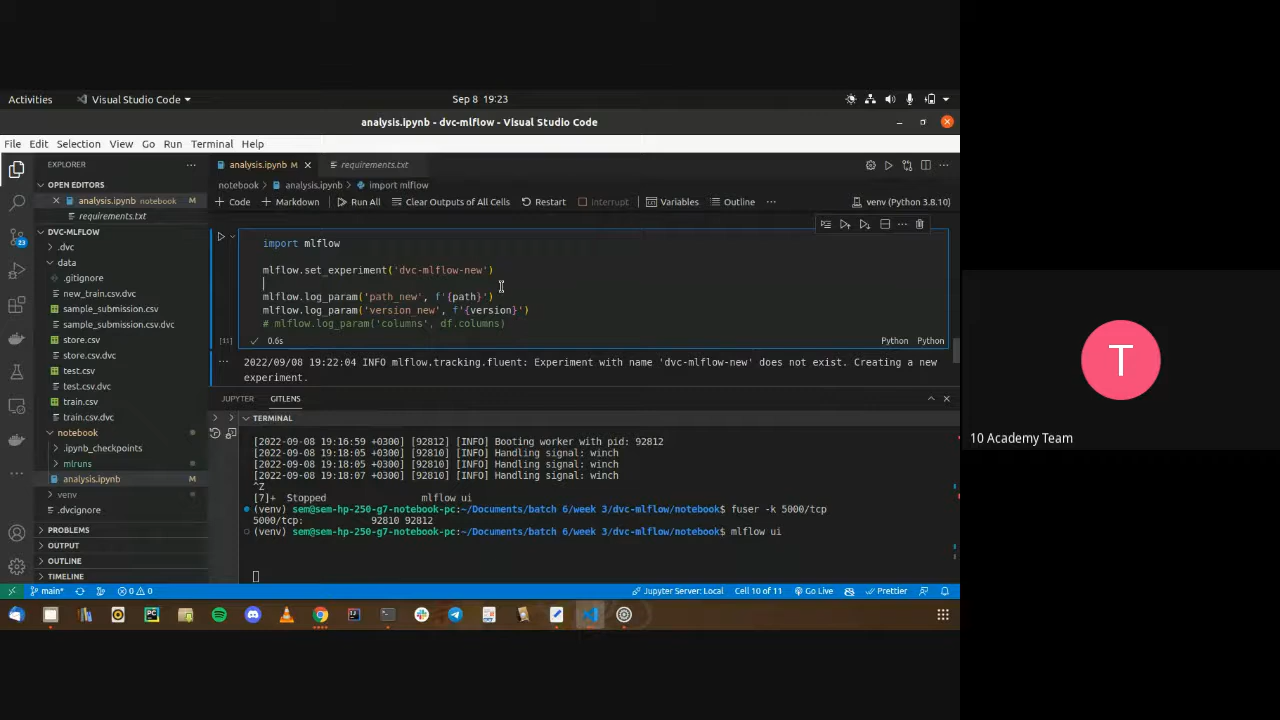 Activities
Visual Studio Code
Sep 8 19:23
analysis.ipynb - dvc-mlflow - Visual Studio Code
File Edit Selection View Go Run Terminal Help
EXPLORER
analysis.ipynb M
requirements.txt
OPEN EDITORS
notebook > analysis.ipynb > import mlflow
analysis.ipynb notebook M
Code Markdown Run All Clear Outputs of All Cells Restart Interrupt Variables Outline venv (Python 3.8.10)
requirements.txt
DVC-MLFLOW
.dvc
data
.gitignore
new_train.csv.dvc
sample_submission.csv
sample_submission.csv.dvc
store.csv
store.csv.dvc
test.csv
test.csv.dvc
train.csv
train.csv.dvc
notebook
.ipynb_checkpoints
mlruns
analysis.ipynb M
venv
.dvcignore
PROBLEMS
OUTPUT
OUTLINE
TIMELINE
23
import mlflow
mlflow.set_experiment('dvc-mlflow-new')
mlflow.log_param('path_new', f'{path}')
mlflow.log_param('version_new', f'{version}')
# mlflow.log_param('columns', df.columns)
[11] 0.6s Python Python
2022/09/08 19:22:04 INFO mlflow.tracking.fluent: Experiment with name 'dvc-mlflow-new' does not exist. Creating a new
experiment.
JUPYTER GITLENS
TERMINAL
[2022-09-08 19:16:59 +0300] [92812] [INFO] Booting worker with pid: 92812
[2022-09-08 19:18:05 +0300] [92810] [INFO] Handling signal: winch
[2022-09-08 19:18:05 +0300] [92810] [INFO] Handling signal: winch
[2022-09-08 19:18:07 +0300] [92810] [INFO] Handling signal: winch
^Z
[7]+ Stopped mlflow ui
(venv) sem@sem-hp-250-g7-notebook-pc:~/Documents/batch 6/week 3/dvc-mlflow/notebook$ fuser -k 5000/tcp
5000/tcp: 92810 92812
(venv) sem@sem-hp-250-g7-notebook-pc:~/Documents/batch 6/week 3/dvc-mlflow/notebook$ mlflow ui
main* 0 0 Jupyter Server: Local Cell 10 of 11 Go Live Prettier
T
10 Academy Team